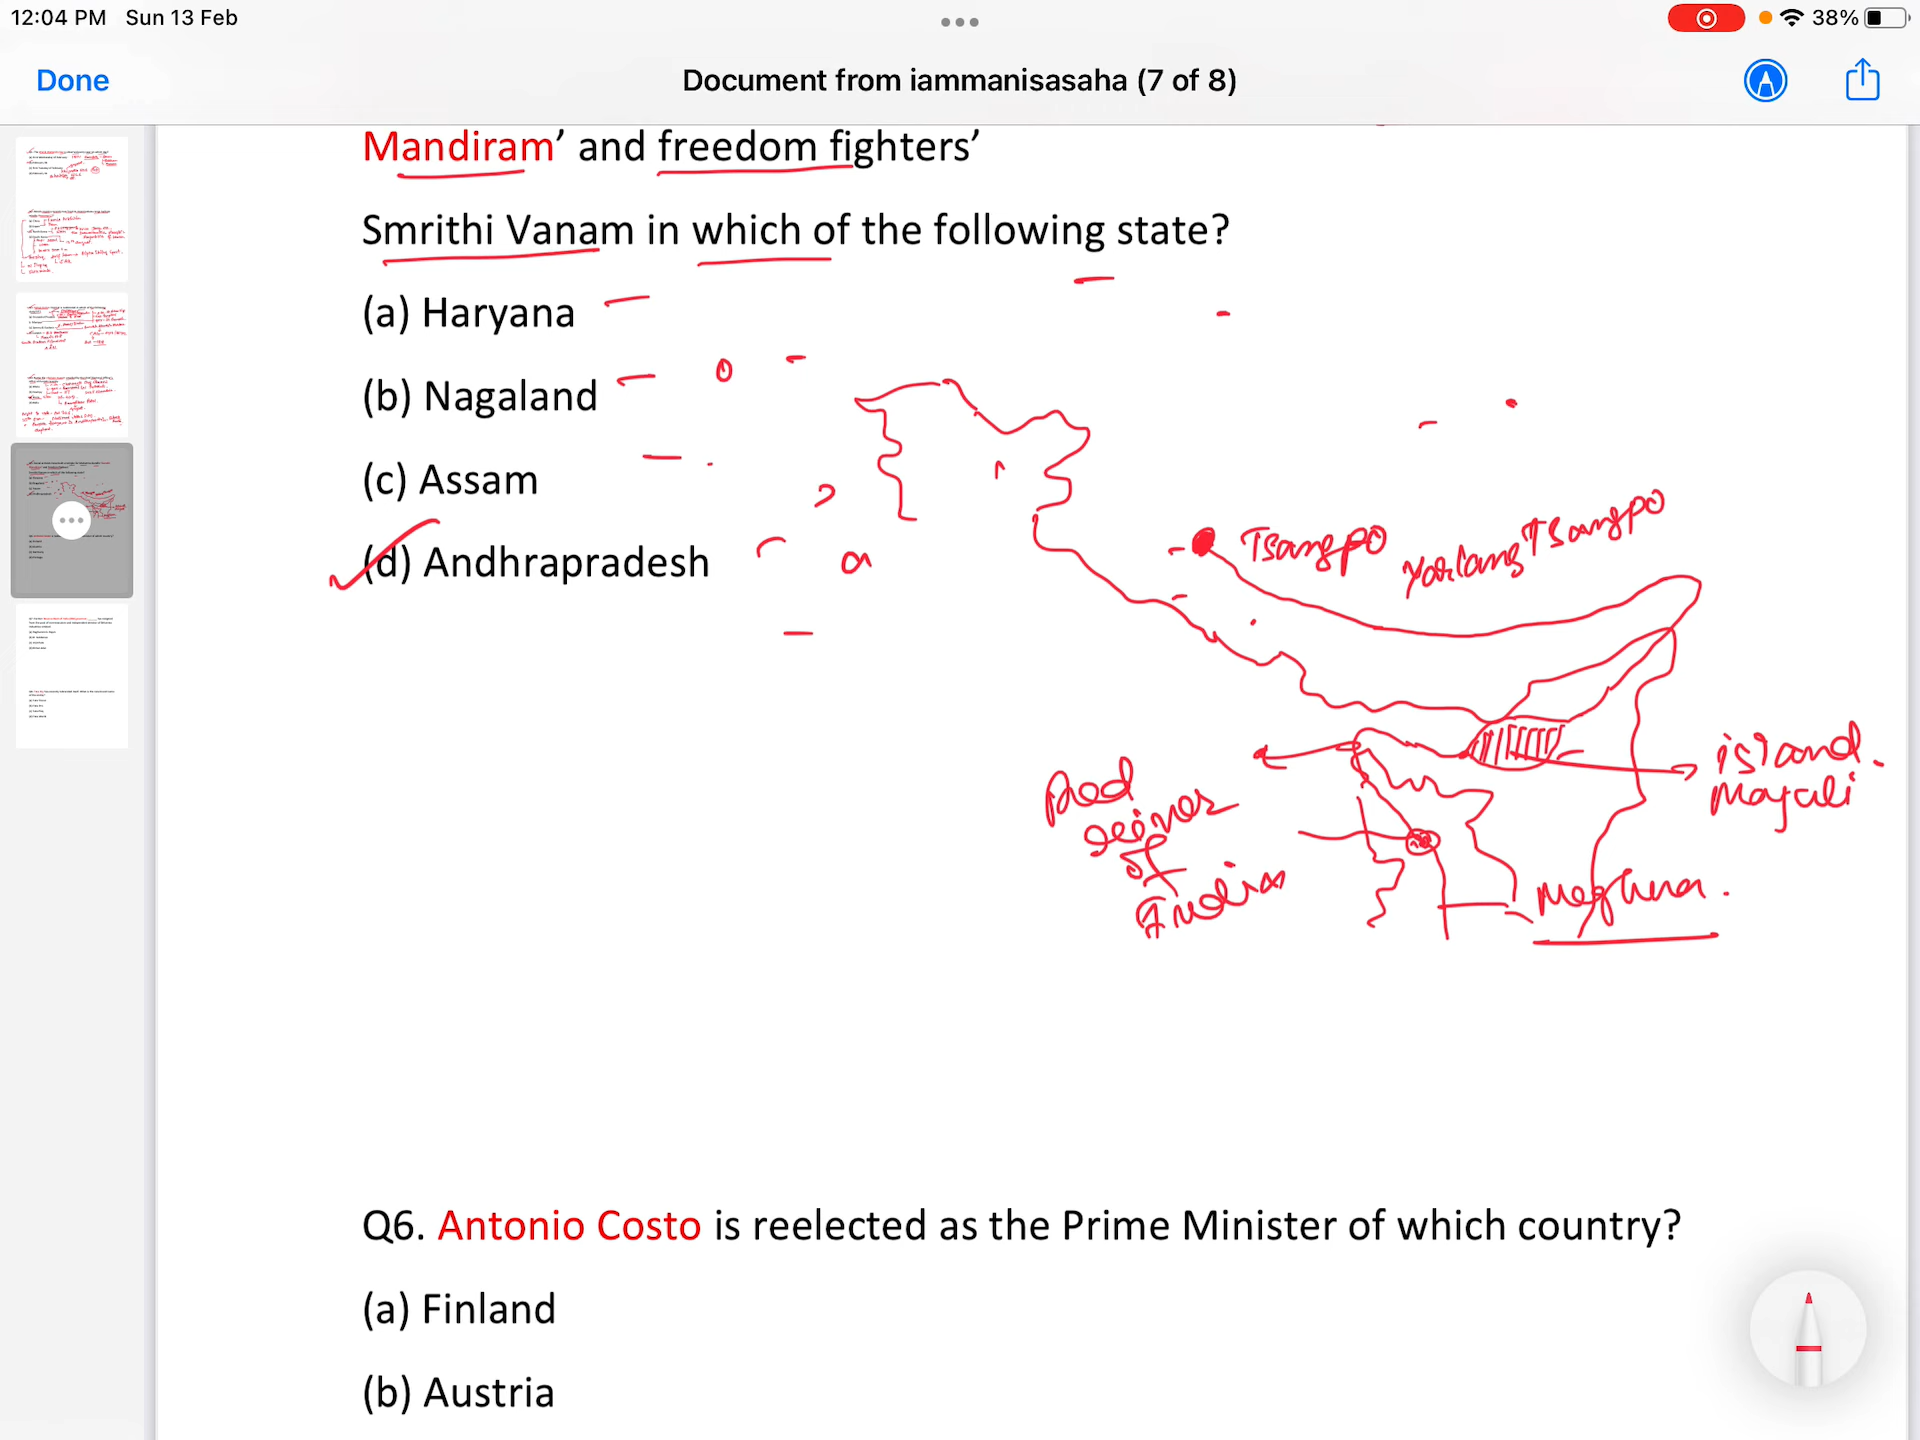 12:04 PM Sun 13 Feb
38%
Done
Document from iammanisasaha (7 of 8)
Mandiram’ and freedom fighters’
Smrithi Vanam in which of the following state?
(a) Haryana
(b) Nagaland
(c) Assam
(d) Andhrapradesh
Tsangpo
Yarlang Tsangpo
island.
Majuli
Red
of
India
Meghna.
Q6. Antonio Costo is reelected as the Prime Minister of which country?
(a) Finland
(b) Austria